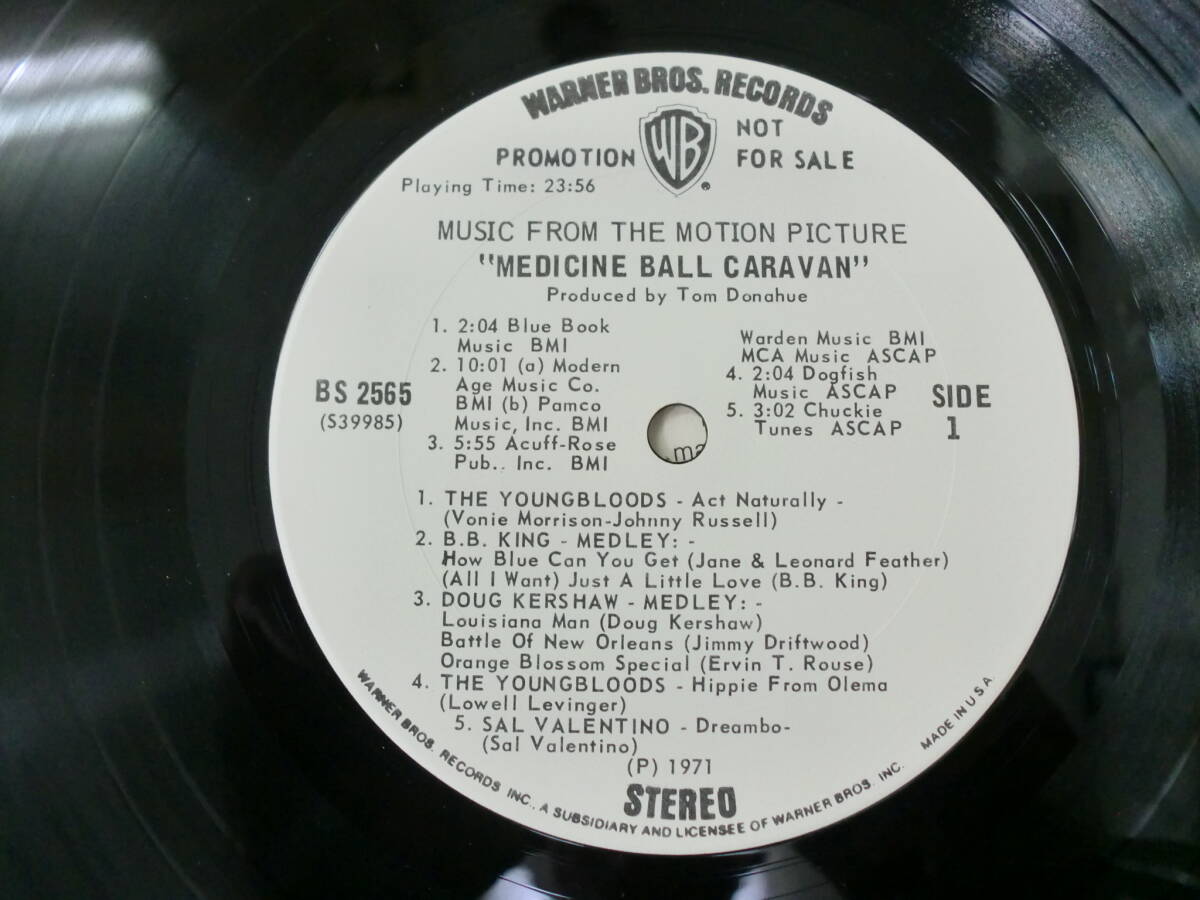 WARNER BROS. RECORDS
PROMOTION
WB
NOT
FOR SALE
Playing Time: 23:56
MUSIC FROM THE MOTION PICTURE
"MEDICINE BALL CARAVAN"
Produced by Tom Donahue
1. 2:04 Blue Book
Music BMI
2. 10:01 (a) Modern
Age Music Co.
BMI (b) Pamco
Music, Inc. BMI
3. 5:55 Acuff-Rose
Pub.. Inc. BMI
Warden Music BMI
MCA Music ASCAP
4. 2:04 Dogfish
Music ASCAP
5. 3:02 Chuckie
Tunes ASCAP
BS 2565
(S39985)
SIDE
1
1. THE YOUNGBLOODS - Act Naturally -
(Vonie Morrison-Johnny Russell)
2. B.B. KING - MEDLEY: -
How Blue Can You Get (Jane & Leonard Feather)
(All I Want) Just A Little Love (B.B. King)
3. DOUG KERSHAW - MEDLEY: -
Louisiana Man (Doug Kershaw)
Battle Of New Orleans (Jimmy Driftwood)
Orange Blossom Special (Ervin T. Rouse)
4. THE YOUNGBLOODS - Hippie From Olema
(Lowell Levinger)
5. SAL VALENTINO - Dreambo-
(Sal Valentino)
(P) 1971
STEREO
WARNER BROS. RECORDS INC., A SUBSIDIARY AND LICENSEE OF WARNER BROS. INC.
MADE IN U.S.A.